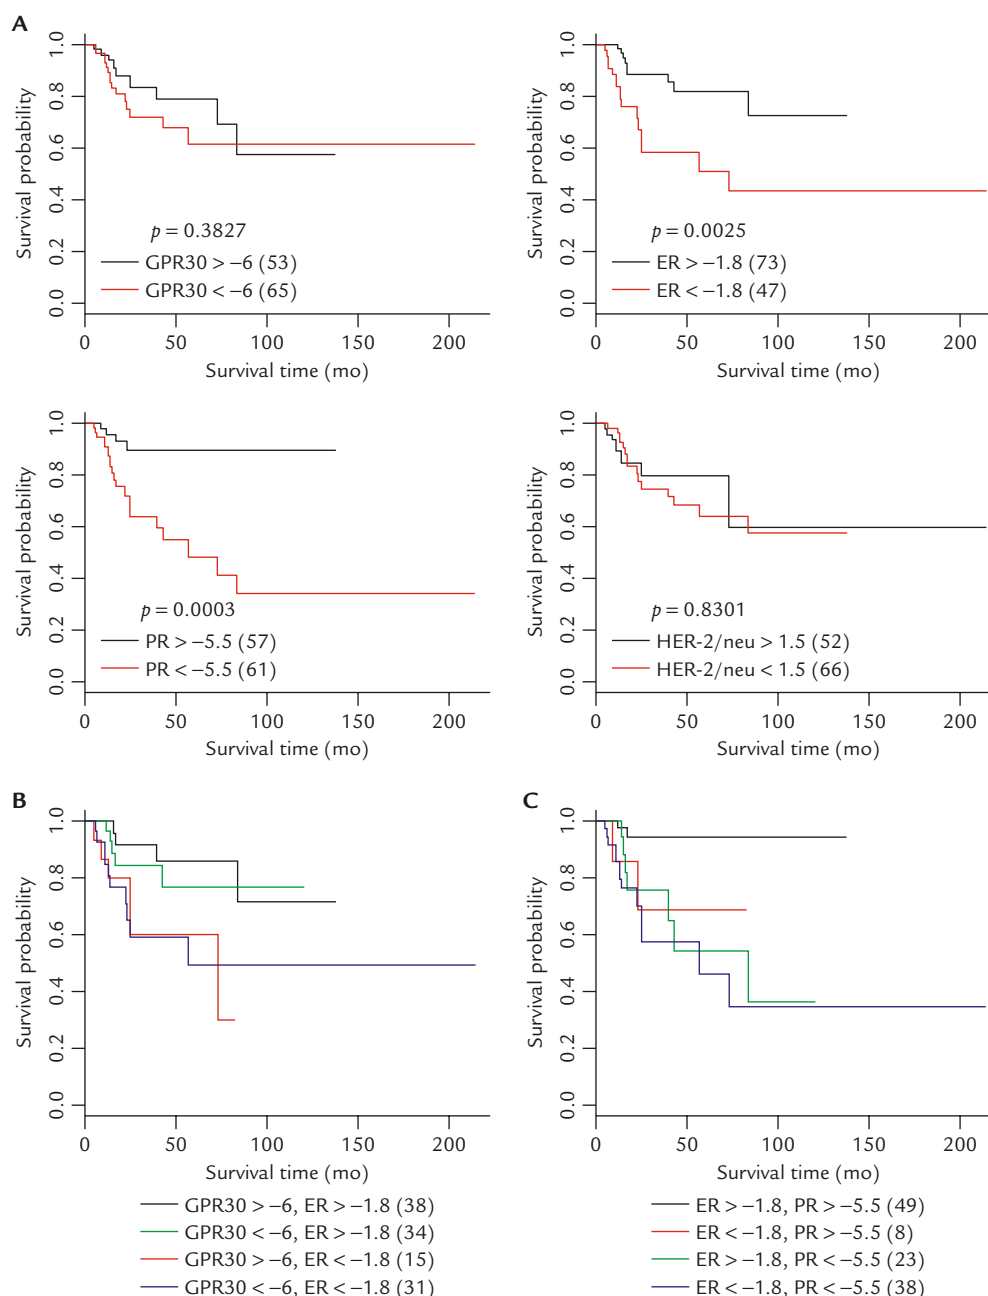 A
Survival probability
1.0
0.8
0.6
0.4
0.2
0.0
p = 0.3827
GPR30 > −6 (53)
GPR30 < −6 (65)
0 50 100 150 200
Survival time (mo)
Survival probability
1.0
0.8
0.6
0.4
0.2
0.0
p = 0.0025
ER > −1.8 (73)
ER < −1.8 (47)
0 50 100 150 200
Survival time (mo)
Survival probability
1.0
0.8
0.6
0.4
0.2
0.0
p = 0.0003
PR > −5.5 (57)
PR < −5.5 (61)
0 50 100 150 200
Survival time (mo)
Survival probability
1.0
0.8
0.6
0.4
0.2
0.0
p = 0.8301
HER-2/neu > 1.5 (52)
HER-2/neu < 1.5 (66)
0 50 100 150 200
Survival time (mo)
B
Survival probability
1.0
0.8
0.6
0.4
0.2
0.0
0 50 100 150 200
Survival time (mo)
GPR30 > −6, ER > −1.8 (38)
GPR30 < −6, ER > −1.8 (34)
GPR30 > −6, ER < −1.8 (15)
GPR30 < −6, ER < −1.8 (31)
C
Survival probability
1.0
0.8
0.6
0.4
0.2
0.0
0 50 100 150 200
Survival time (mo)
ER > −1.8, PR > −5.5 (49)
ER < −1.8, PR > −5.5 (8)
ER > −1.8, PR < −5.5 (23)
ER < −1.8, PR < −5.5 (38)